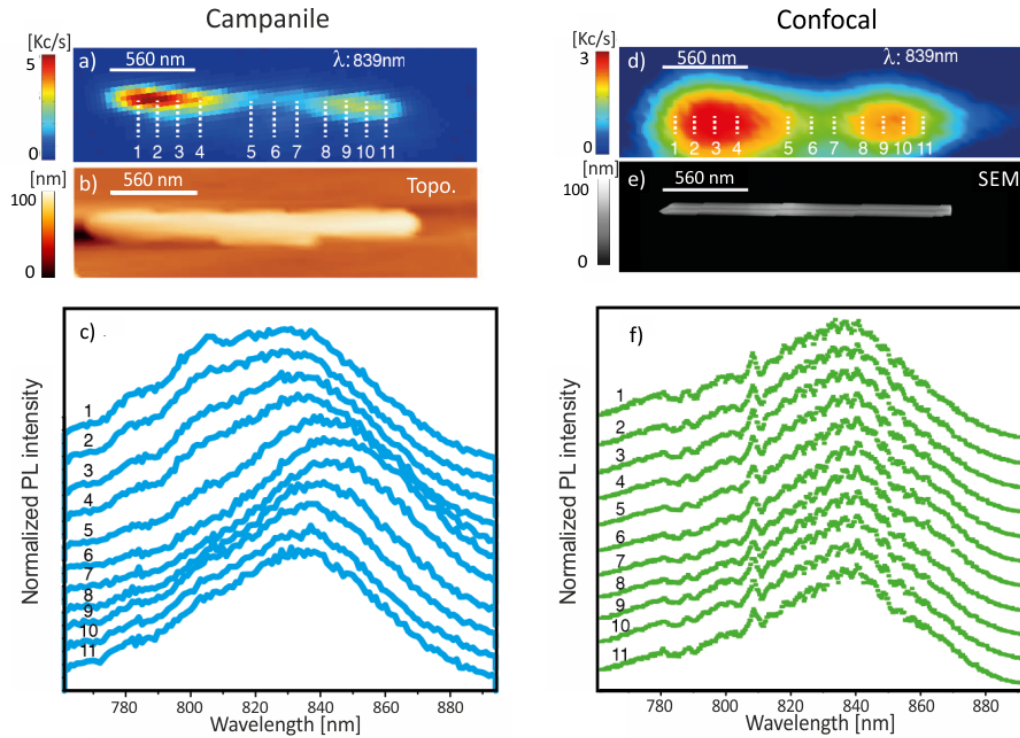 Campanile
[Kc/s]
5
0
a)
560 nm
λ: 839nm
1 2 3 4 5 6 7 8 9 10 11
[nm]
100
0
b)
560 nm
Topo.
c)
Normalized PL intensity
1
2
3
4
5
6
7
8
9
10
11
780 800 820 840 860 880
Wavelength [nm]
Confocal
[Kc/s]
3
0
d)
560 nm
λ: 839nm
1 2 3 4 5 6 7 8 9 10 11
[nm]
100
0
e)
560 nm
SEM
f)
Normalized PL intensity
1
2
3
4
5
6
7
8
9
10
11
780 800 820 840 860 880
Wavelength [nm]